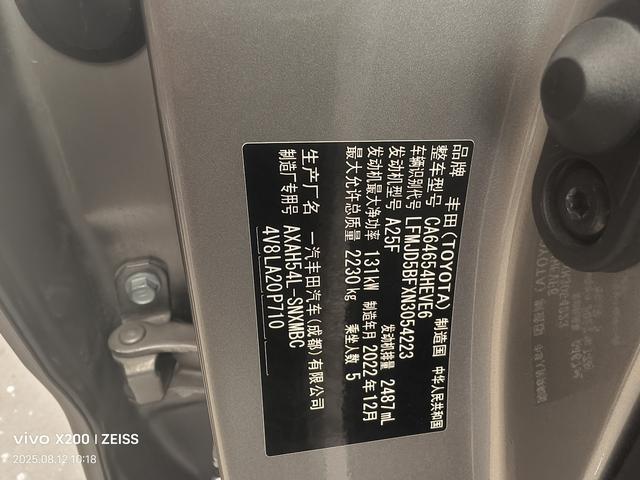 品牌 丰田(TOYOTA) 制造国 中华人民共和国
整车型号 CA64654HEVE6
车辆识别代号 LFMJD5BFXN3054223
发动机型号 A25F 发动机排量 2487 mL
发动机最大净功率 131kW 制造年月 2022年12月
最大允许总质量 2230 kg 乘坐人数 5
生产厂名 一汽丰田汽车(成都)有限公司
制造厂专用号 AXAH54L-SNXMBC
4V8LA20P710
vivo X200 | ZEISS
2025.08.12 10:18